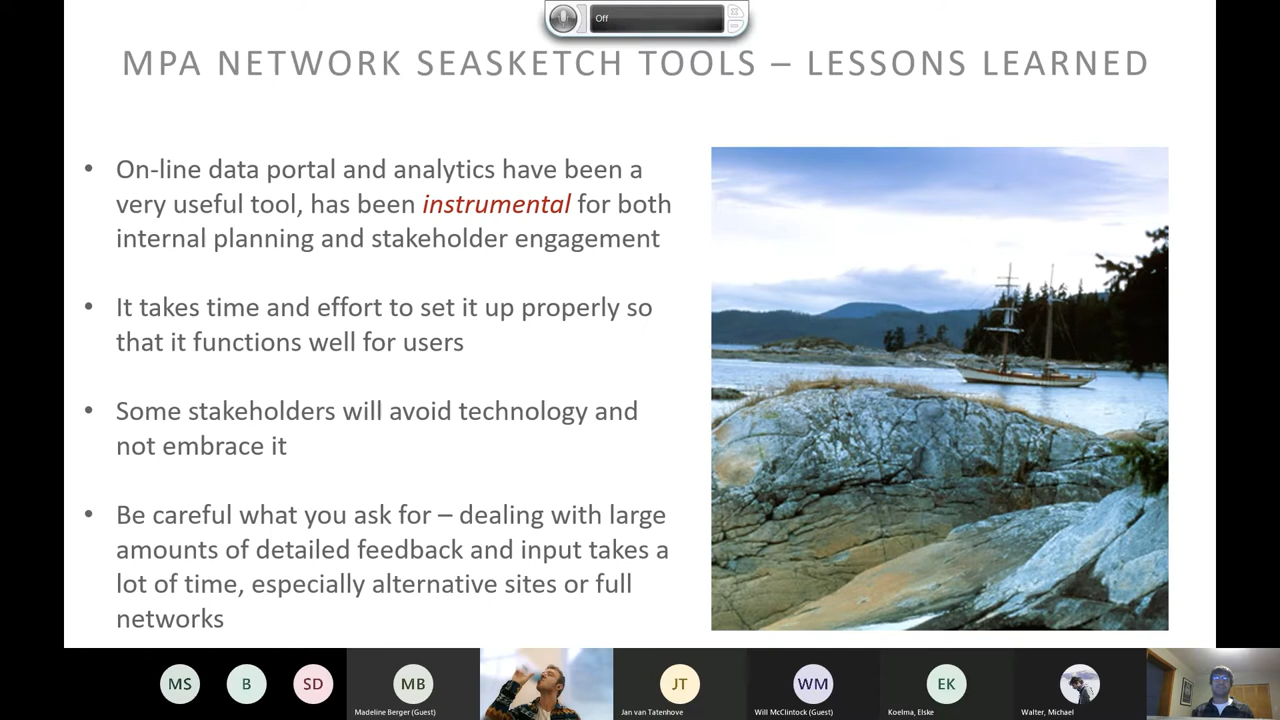 Off
MPA NETWORK SEASKETCH TOOLS – LESSONS LEARNED
• On-line data portal and analytics have been a
very useful tool, has been instrumental for both
internal planning and stakeholder engagement
• It takes time and effort to set it up properly so
that it functions well for users
• Some stakeholders will avoid technology and
not embrace it
• Be careful what you ask for – dealing with large
amounts of detailed feedback and input takes a
lot of time, especially alternative sites or full
networks
MS B SD MB JT WM EK
Madeline Berger (Guest) Jan van Tatenhove Will McClintock (Guest) Koelma, Elske Walter, Michael